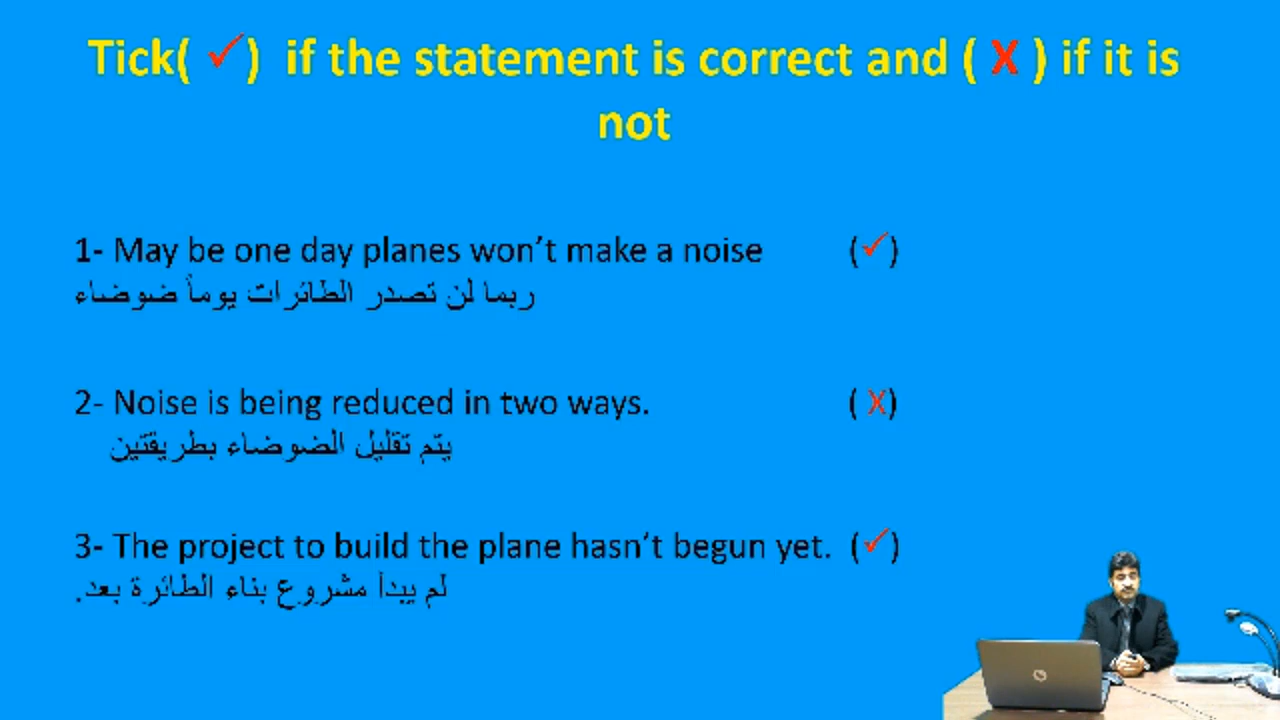 Tick( ✓)  if the statement is correct and ( X ) if it is
not
1- May be one day planes won’t make a noise (✓)
ربما لن تصدر الطائرات يوماً ضوضاء
2- Noise is being reduced in two ways. ( X)
يتم تقليل الضوضاء بطريقتين
3- The project to build the plane hasn’t begun yet. (✓)
لم يبدأ مشروع بناء الطائرة بعد.